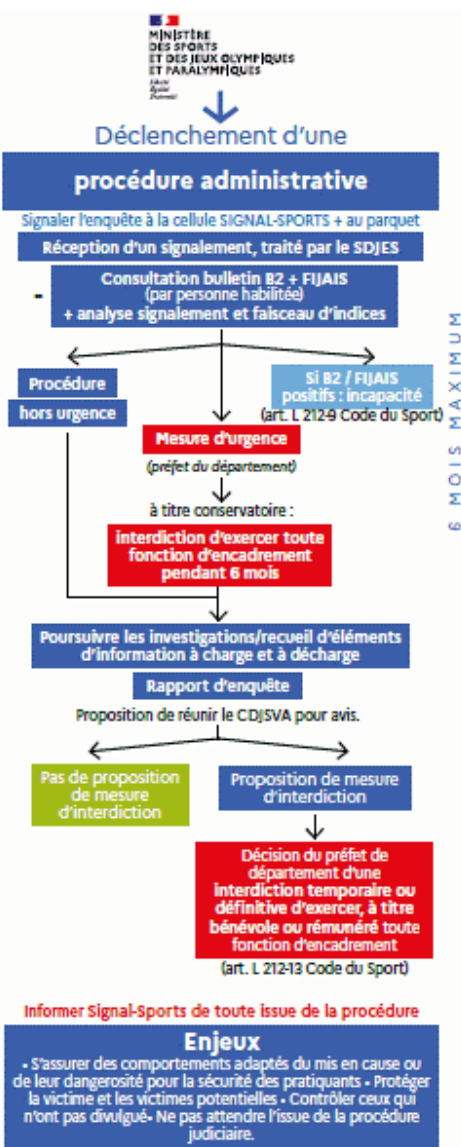 MINISTÈRE
DES SPORTS
ET DES JEUX OLYMPIQUES
ET PARALYMPIQUES
Liberté
Égalité
Fraternité
Déclenchement d'une
procédure administrative
Signaler l'enquête à la cellule SIGNAL-SPORTS + au parquet
Réception d'un signalement, traité par le SDJES
Consultation bulletin B2 + FIJAIS
(par personne habilitée)
+ analyse signalement et faisceau d'indices
-
6 MOIS MAXIMUM
Procédure
hors urgence
Si B2 / FIJAIS
positifs : incapacité
(art. L 212-9 Code du Sport)
Mesure d'urgence
(préfet du département)
à titre conservatoire :
interdiction d'exercer toute
fonction d'encadrement
pendant 6 mois
Poursuivre les investigations/recueil d'éléments
d'information à charge et à décharge
Rapport d'enquête
Proposition de réunir le CDJSVA pour avis.
Pas de proposition
de mesure
d'interdiction
Proposition de mesure
d'interdiction
Décision du préfet de
département d'une
interdiction temporaire ou
définitive d'exercer, à titre
bénévole ou rémunéré toute
fonction d'encadrement
(art. L 212-13 Code du Sport)
Informer Signal-Sports de toute issue de la procédure
Enjeux
• S'assurer des comportements adaptés du mis en cause ou
de leur dangerosité pour la sécurité des pratiquants • Protéger
la victime et les victimes potentielles • Contrôler ceux qui
n'ont pas divulgué• Ne pas attendre l'issue de la procédure
judiciaire.